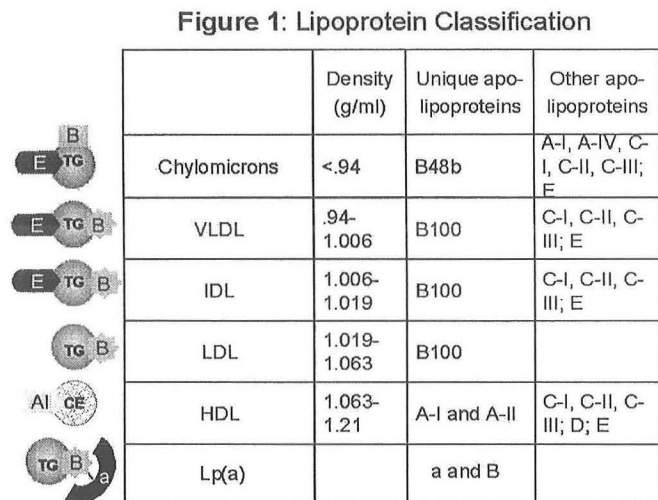 Figure 1: Lipoprotein Classification
Density (g/ml)
Unique apo-lipoproteins
Other apo-lipoproteins
B
E TG
Chylomicrons
<.94
B48b
A-I, A-IV, C-I, C-II, C-III; E
E TG B
VLDL
.94-1.006
B100
C-I, C-II, C-III; E
E TG B
IDL
1.006-1.019
B100
C-I, C-II, C-III; E
TG B
LDL
1.019-1.063
B100
AI CE
HDL
1.063-1.21
A-I and A-II
C-I, C-II, C-III; D; E
TG B a
Lp(a)
a and B